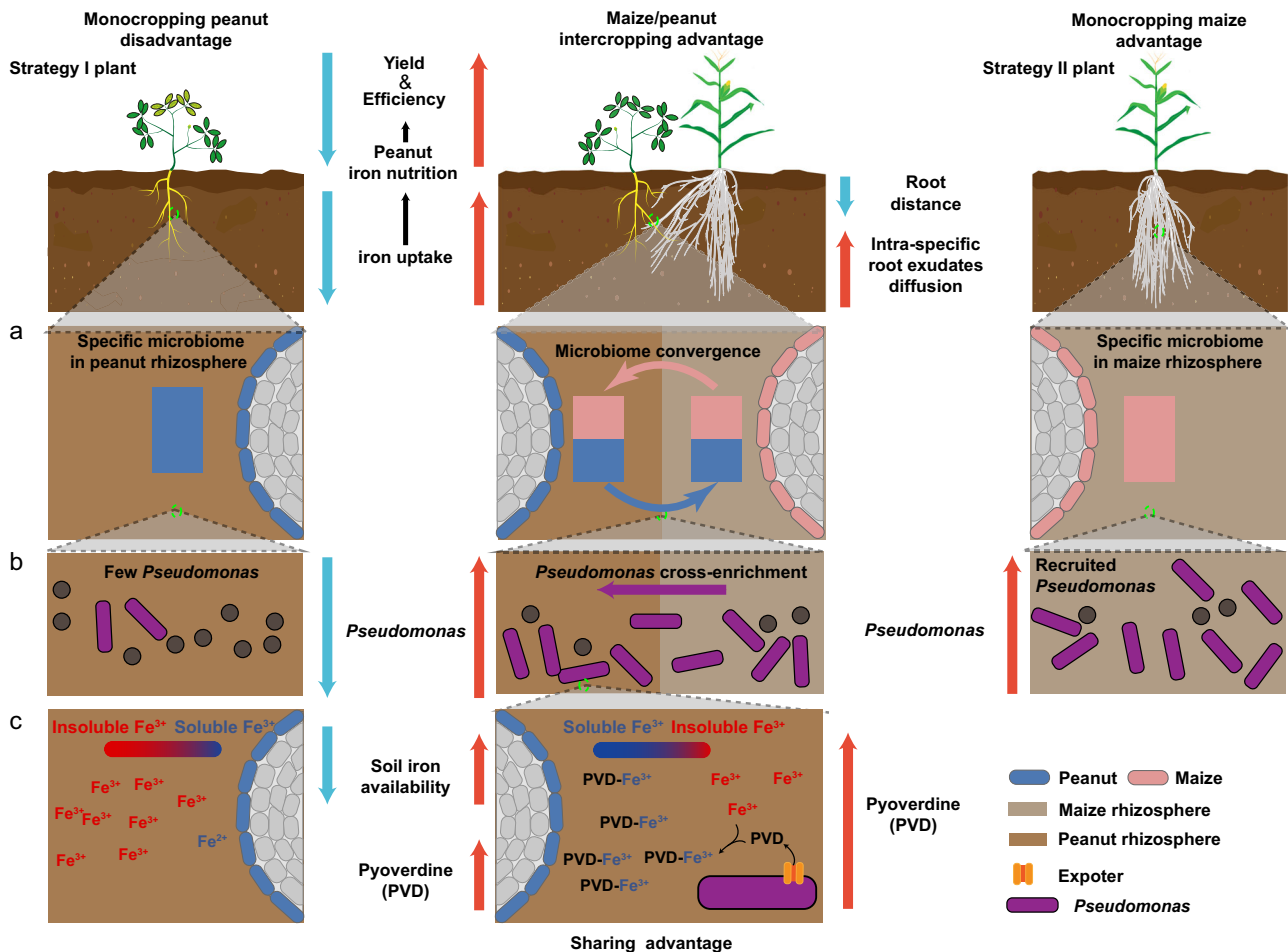 Monocropping peanut
disadvantage
Strategy I plant
Yield
&
Efficiency
Peanut
iron nutrition
iron uptake
Maize/peanut
intercropping advantage
Root
distance
Intra-specific
root exudates
diffusion
Monocropping maize
advantage
Strategy II plant
a
Specific microbiome
in peanut rhizosphere
Microbiome convergence
Specific microbiome
in maize rhizosphere
b
Few Pseudomonas
Pseudomonas
Pseudomonas cross-enrichment
Pseudomonas
Recruited
Pseudomonas
c
Insoluble Fe³⁺ Soluble Fe³⁺
Fe³⁺
Fe³⁺
Fe³⁺
Fe³⁺
Fe³⁺
Fe³⁺
Fe²⁺
Fe³⁺
Fe³⁺
Soil iron
availability
Pyoverdine
(PVD)
Soluble Fe³⁺ Insoluble Fe³⁺
PVD-Fe³⁺
Fe³⁺
Fe³⁺
Fe³⁺
PVD-Fe³⁺
PVD
PVD-Fe³⁺
PVD-Fe³⁺
PVD-Fe³⁺
Pyoverdine
(PVD)
Peanut
Maize
Maize rhizosphere
Peanut rhizosphere
Expoter
Pseudomonas
Sharing advantage